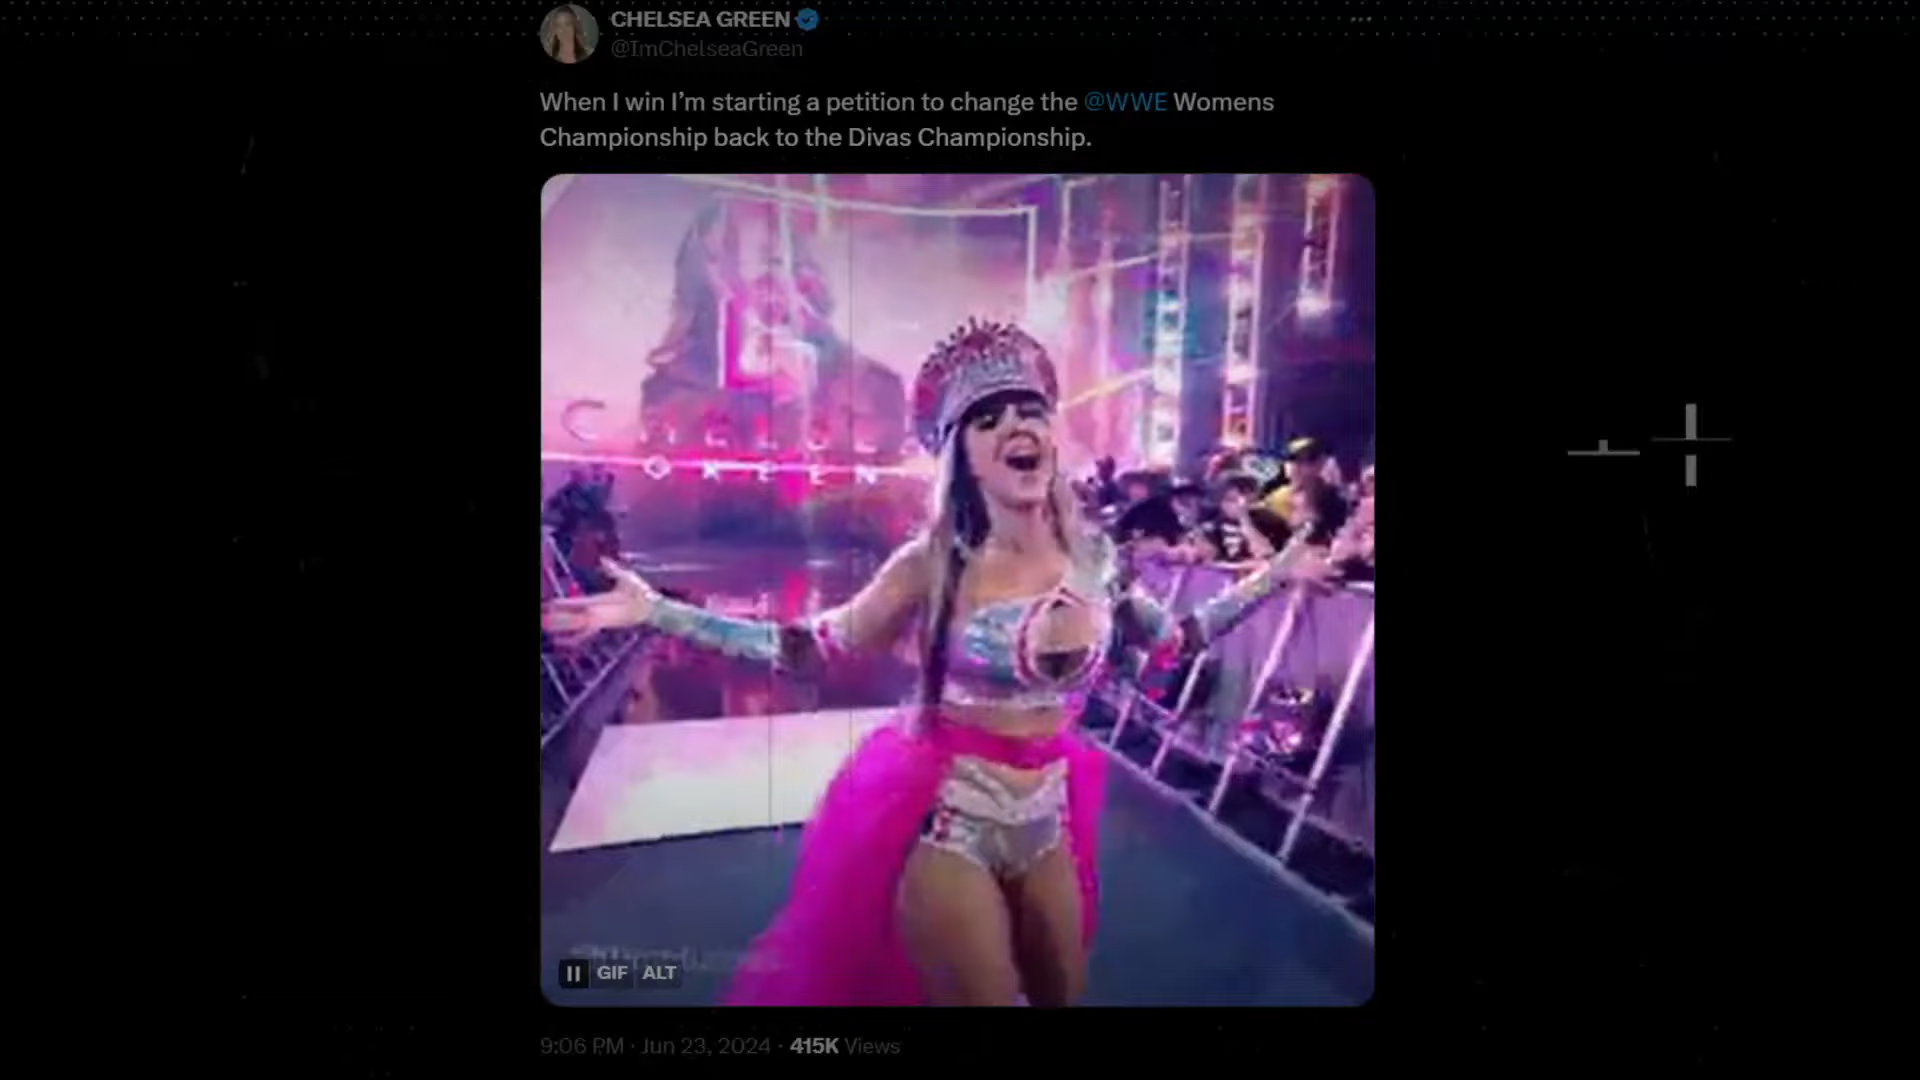 CHELSEA GREEN
@ImChelseaGreen
When I win I’m starting a petition to change the @WWE Womens
Championship back to the Divas Championship.
GIF ALT
9:06 PM · Jun 23, 2024 · 415K Views